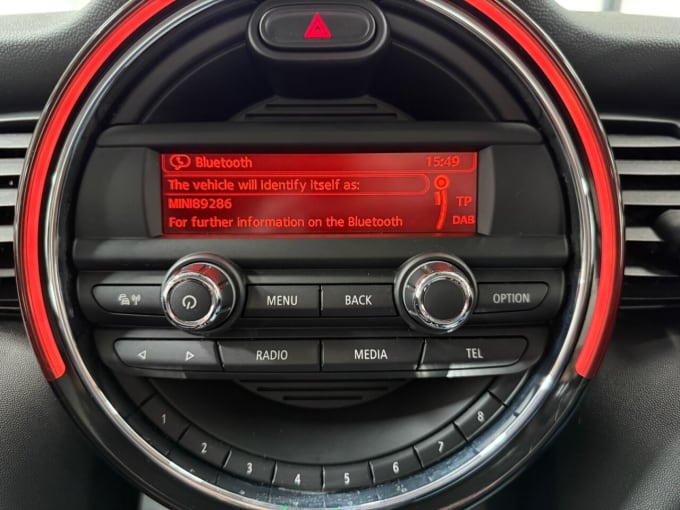 Bluetooth 15:49
The vehicle will identify itself as:
MINI89286 TP
For further information on the Bluetooth DAB
MENU BACK OPTION
RADIO MEDIA TEL
1 2 3 4 5 6 7 8